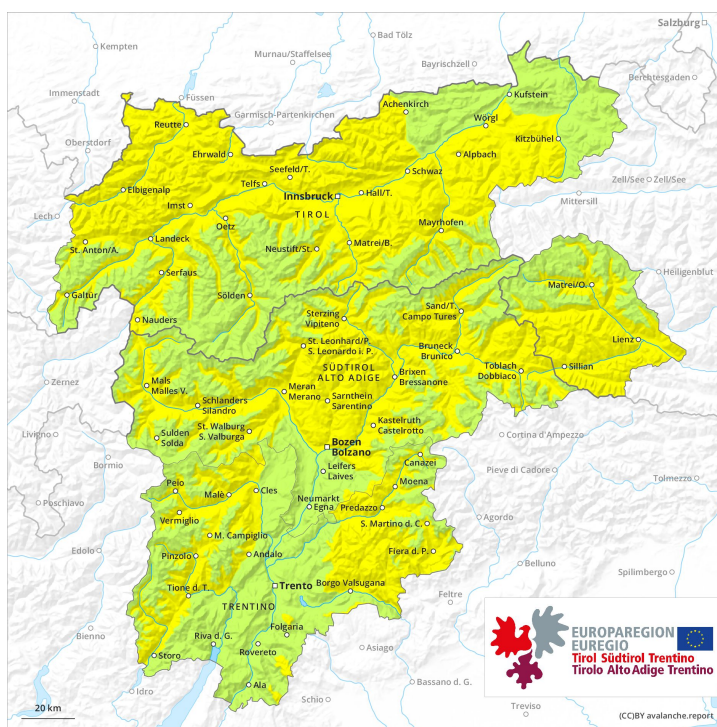 Salzburg
Kempten
Bad Tölz
Murnau/Staffelsee
Bayrischzell
Berchtesgaden
Immenstadt
Füssen
Garmisch-Partenkirchen
Achenkirch
Kufstein
Reutte
Wörgl
Oberstdorf
Ehrwald
Kitzbühel
Alpbach
Seefeld/T.
Schwaz
Zell/See
Zell/See
Elbigenalp
Telfs
Innsbruck
Hall/T.
Mittersill
Imst
Lech
TIROL
Oetz
Mayrhofen
Landeck
St. Anton/A.
Neustift/St.
Matrei/B.
Serfaus
Heiligenblut
Matrei/O.
Galtür
Sölden
Nauders
Sterzing
Vipiteno
Sand/T.
Campo Tures
Lienz
St. Leonhard/P.
S. Leonardo i. P.
Bruneck
Brunico
Toblach
Dobbiaco
Sillian
SÜDTIROL
ALTO ADIGE
Brixen
Bressanone
Zernez
Mals
Malles V.
Meran
Merano
Sarnthein
Sarentino
Schlanders
Silandro
St. Walburg
S. Valburga
Kastelruth
Castelrotto
Livigno
Sulden
Solda
Bozen
Bolzano
Cortina d'Ampezzo
Bormio
Leifers
Laives
Canazei
Pieve di Cadore
Tolmezzo
Peio
Malè
Cles
Moena
Poschiavo
Neumarkt
Egna
Predazzo
Vermiglio
Agordo
S. Martino d. C.
M. Campiglio
Edolo
Pinzolo
Andalo
Fiera d. P.
Belluno
Spilimbergo
Trento
Borgo Valsugana
Tione d. T.
Feltre
TRENTINO
Folgaria
Bienno
Riva d. G.
Rovereto
Asiago
Storo
Bassano d. G.
Idro
Ala
Schio
Treviso
EUROPAREGION
EUREGIO
Tirol Südtirol Trentino
Tirolo Alto Adige Trentino
20 km
(CC)BY avalanche.report